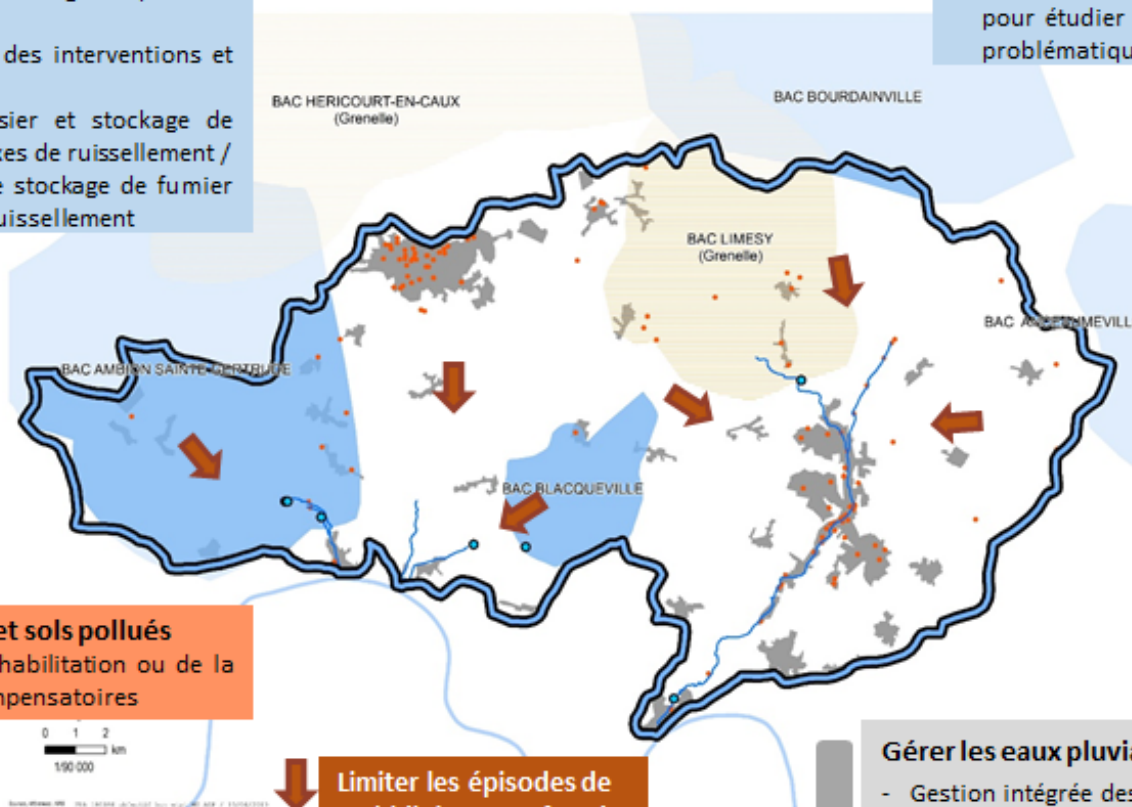 des interventions et
sier et stockage de
xes de ruissellement /
e stockage de fumier
uissellement
pour étudier
problématiqu
BAC HERICOURT-EN-CAUX
(Grenelle)
BAC BOURDAINVILLE
BAC LIMESY
(Grenelle)
BAC AMBION SAINTE GERTRUDE
BAC BLACQUEVILLE
et sols pollués
habilitation ou de la
npensatoires
0 1 2
km
1/90 000
Limiter les épisodes de
Gérer les eaux pluvia
- Gestion intégrée des